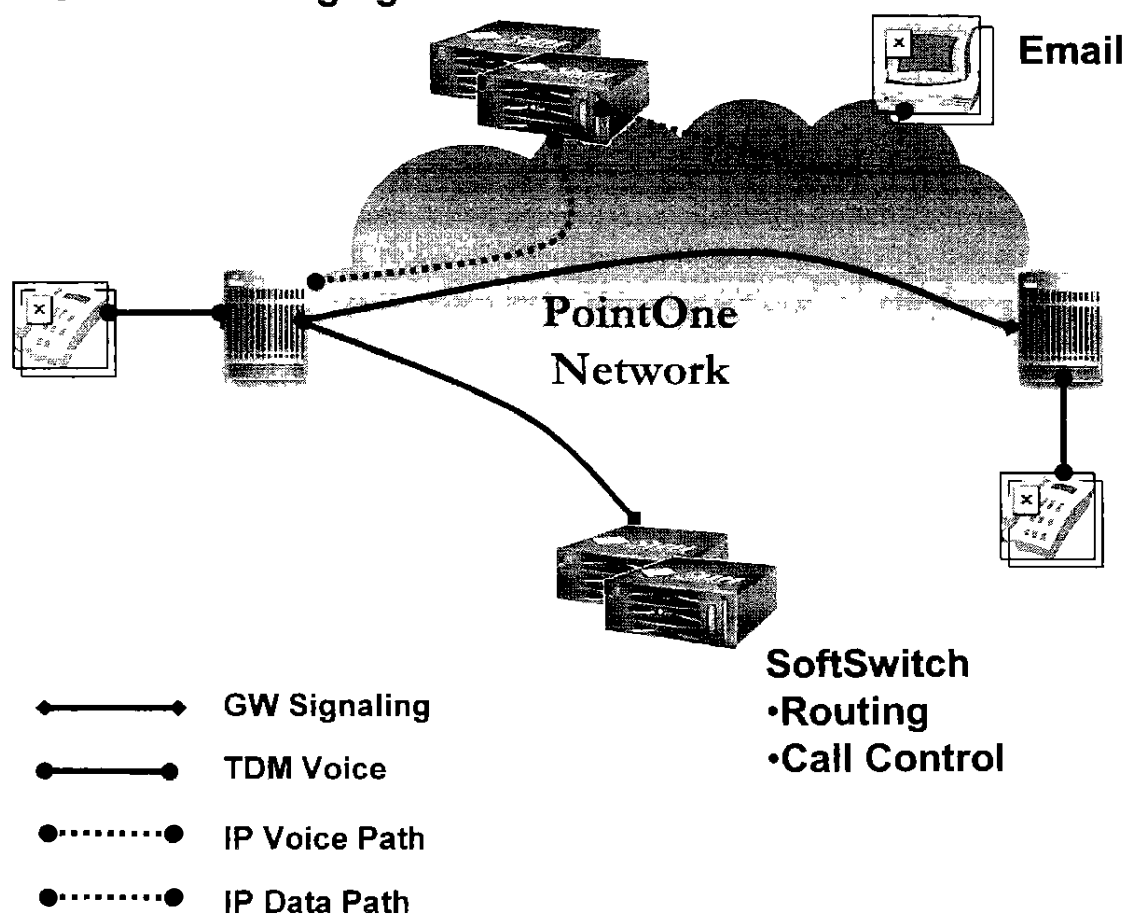 Email
PointOne
Network
SoftSwitch
•Routing
•Call Control
GW Signaling
TDM Voice
IP Voice Path
IP Data Path